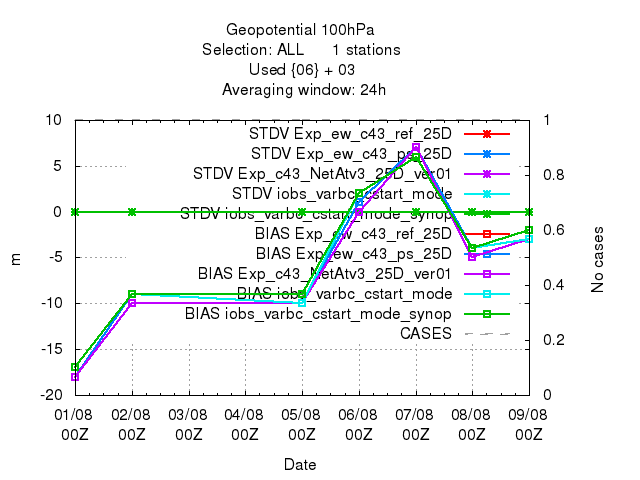 Geopotential 100hPa
Selection: ALL 1 stations
Used {06} + 03
Averaging window: 24h
10 1
STDV Exp_ew_c43_ref_25D
STDV Exp_ew_c43_ps_25D
5
STDV Exp_c43_NetAtv3_25D_ver01
0.8
STDV iobs_varbc_cstart_mode
0
STDV iobs_varbc_cstart_mode_synop
BIAS Exp_ew_c43_ref_25D
0.6
BIAS Exp_ew_c43_ps_25D
m
-5
No cases
BIAS Exp_c43_NetAtv3_25D_ver01
0.4
BIAS iobs_varbc_cstart_mode
-10
BIAS iobs_varbc_cstart_mode_synop
CASES
0.2
-15
-20 0
01/08 02/08 03/08 04/08 05/08 06/08 07/08 08/08 09/08
00Z 00Z 00Z 00Z 00Z 00Z 00Z 00Z 00Z
Date